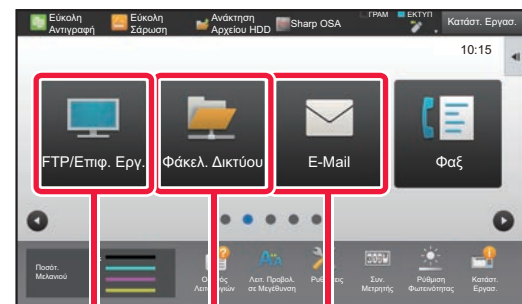 Εύκολη
Αντιγραφή
Εύκολη
Σάρωση
Ανάκτηση
Αρχείου HDD
Sharp OSA
ΓΡΑΜ
ΕΚΤΥΠ
Κατάστ. Εργασ.
10:15
FTP/Επιφ. Εργ.
Φάκελ. Δικτύου
E-Mail
Φαξ
Ποσότ.
Μελανιού
Λειτ. Προβολ.
σε Μεγέθυνση
Συν.
Μετρητής
Ρύθμιση
Φωτεινότητας
Κατάστ.
Εργασ.